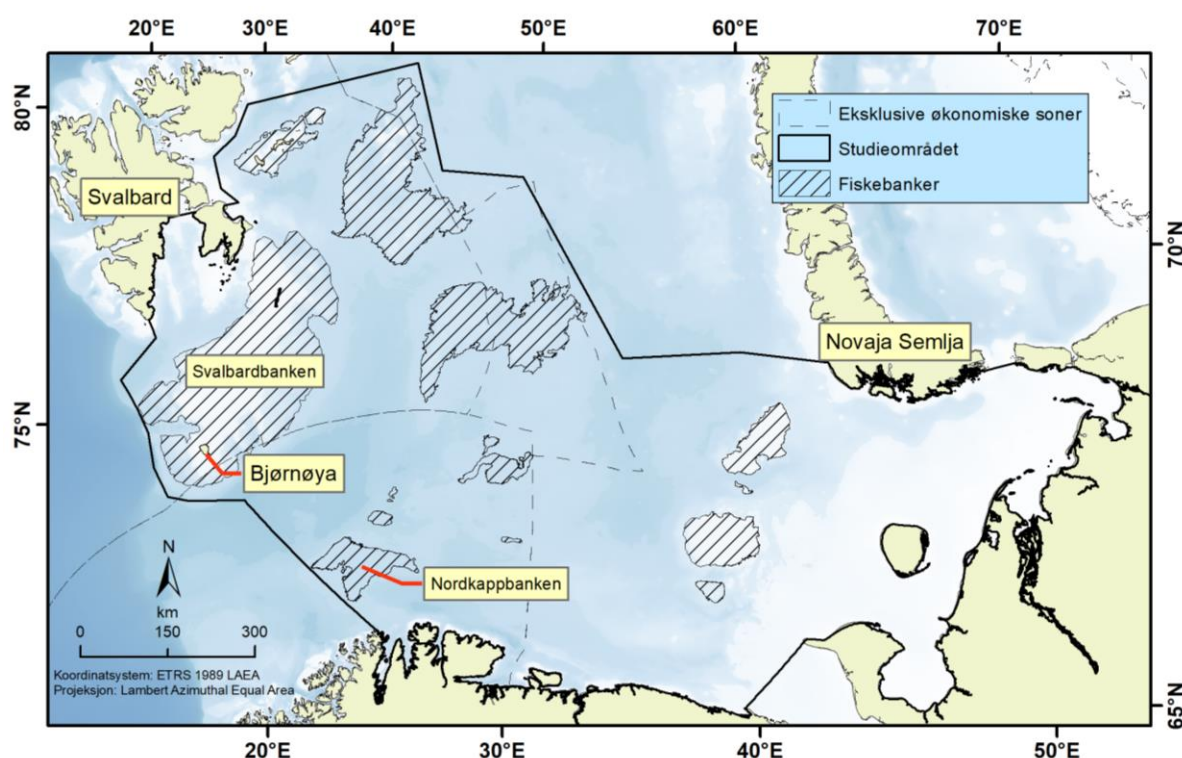 20°E 30°E 40°E 50°E 60°E 70°E
80°N
Eksklusive økonomiske soner
Studieområdet
Fiskebanker
Svalbard
70°N
Novaja Semlja
Svalbardbanken
75°N
Bjørnøya
N
Nordkappbanken
km
0 150 300
Koordinatsystem: ETRS 1989 LAEA
Projeksjon: Lambert Azimuthal Equal Area
65°N
20°E 30°E 40°E 50°E